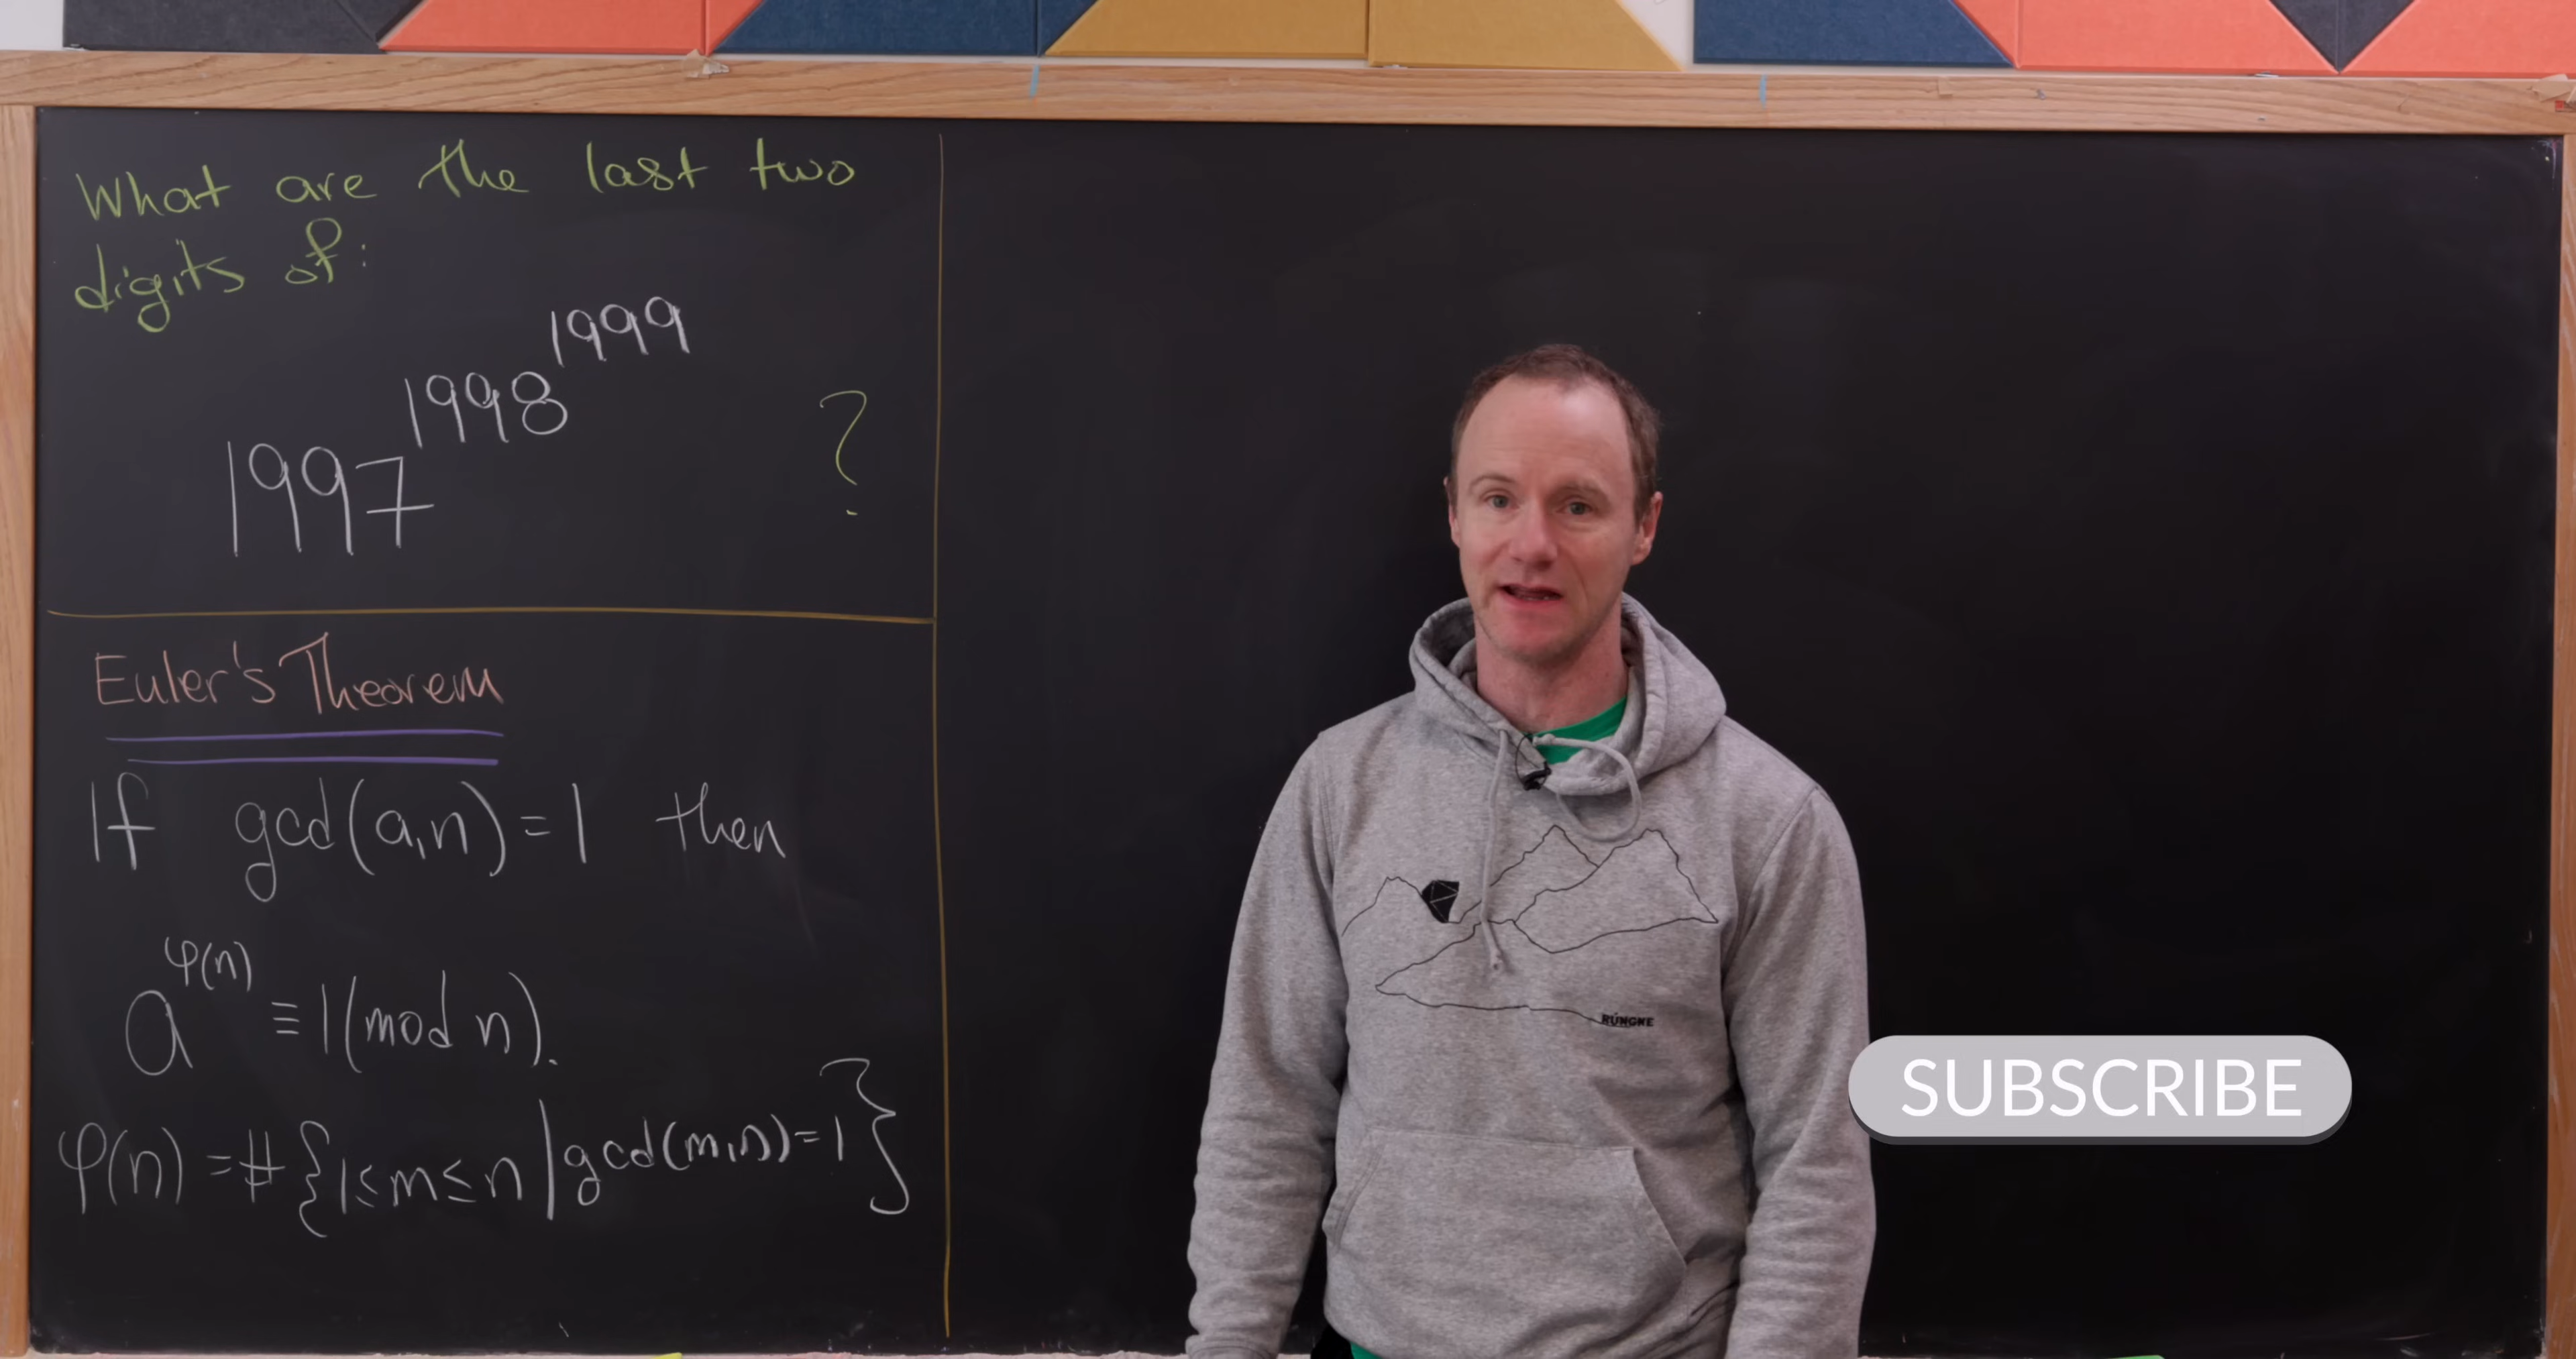 What are the last two
digits of:
1997^1998^1999 ?
Euler's Theorem
If gcd(a,n)=1 then
a^φ(n) ≡ 1 (mod n).
φ(n) = #{1≤m≤n | gcd(m,n)=1}
RÚNGNE
SUBSCRIBE